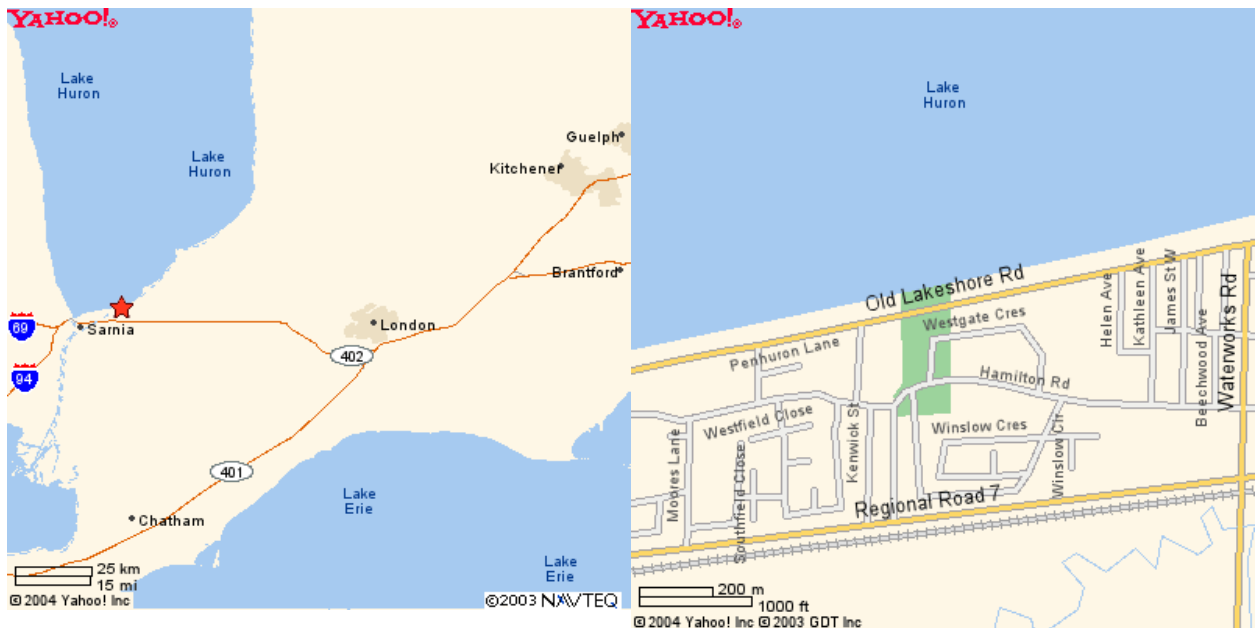 YAHOO!®
Lake
Huron
Lake
Huron
Guelph
Kitchener
Brantford
69
Sarnia
London
402
94
401
Lake
Erie
Chatham
Lake
Erie
25 km
15 mi
© 2004 Yahoo! Inc
©2003 NAVTEQ
YAHOO!®
Lake
Huron
Old Lakeshore Rd
Westgate Cres
Helen Ave
Kathleen Ave
James St W
Beechwood Ave
Waterworks Rd
Penhuron Lane
Hamilton Rd
Westfield Close
Winslow Cres
Kenwick St
Moores Lane
Southfield Close
Winslow Crt
Regional Road 7
200 m
1000 ft
© 2004 Yahoo! Inc © 2003 GDT Inc